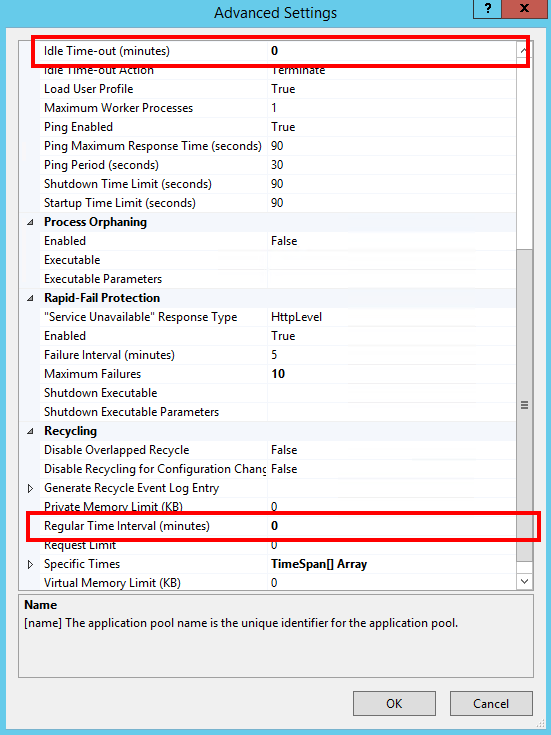 Advanced Settings
? x
Idle Time-out (minutes) 0
Idle Time-out Action Terminate
Load User Profile True
Maximum Worker Processes 1
Ping Enabled True
Ping Maximum Response Time (seconds) 90
Ping Period (seconds) 30
Shutdown Time Limit (seconds) 90
Startup Time Limit (seconds) 90
Process Orphaning
Enabled False
Executable
Executable Parameters
Rapid-Fail Protection
"Service Unavailable" Response Type HttpLevel
Enabled True
Failure Interval (minutes) 5
Maximum Failures 10
Shutdown Executable
Shutdown Executable Parameters
Recycling
Disable Overlapped Recycle False
Disable Recycling for Configuration Chang False
Generate Recycle Event Log Entry
Private Memory Limit (KB) 0
Regular Time Interval (minutes) 0
Request Limit 0
Specific Times TimeSpan[] Array
Virtual Memory Limit (KB) 0
Name
[name] The application pool name is the unique identifier for the application pool.
OK Cancel